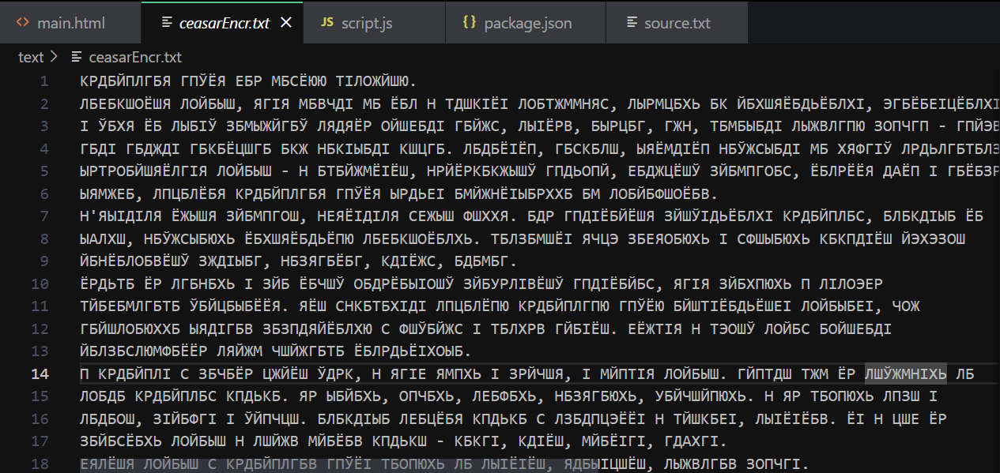 main.html ceasarEncr.txt script.js package.json source.txt
text > ceasarEncr.txt
1 КРДБЙПЛГБЯ ГПЎЁЯ ЕБР МБСЁЮЮ ТІЛОЖЙШЮ.
2 ЛБЕБКШОЁШЯ ЛОЙБЫШ, ЯГІЯ МБВЧДІ МБ ЁБЛ Н ТДШКІЁІ ЛОБТЖММНЯС, ЛЫРМЦБХЬ БК ЙБХШЯЁБДЬЁБЛХІ, ЭГБЁБЕІЦЁБЛХІ
3 І ЎБХЯ ЁБ ЛЫБІЎ ЗБМЫЖЙГБЎ ЛЯДЯЁР ОЙШЕБДІ ГБЙЖС, ЛЫІЁРВ, БЫРЦБГ, ГЖН, ТБМБЫБДІ ЛЫЖВЛГПЮ ЗОПЧГП - ГПЙЭВ
4 ГБДІ ГБДЖДІ ГБКБЁЦШГБ БКЖ НБКІЫБДІ КШЦГБ. ЛБДБЁІЁП, ГБСКБЛШ, ЫЯЁМДІЁП НБЎЖСЫБДІ МБ ХЯФГІЎ ЛРДЬЛГБТБЛЗ
5 ЫРТРОБЙШЯЁЛГІЯ ЛОЙБЫШ - Н БТБЙЖМЁІЁШ, НРЙЁРКБКЖЫШЎ ГПДЬОПЙ, ЕБДЖЦЁШЎ ЗЙБМПГОБС, ЁБЛРЁЁЯ ДАЁП І ГБЁБЗР
6 ЫЯМЖЕБ, ЛПЦБЛЁБЯ КРДБЙПЛГБЯ ГПЎЁЯ ЫРДЬЕІ БМЙЖНЁІЫБРХХБ БМ ЛОБЙБФШОЁБВ.
7 Н'ЯЫІДІЛЯ ЁЖЫШЯ ЗЙБМПГОШ, НЕЯЁІДІЛЯ СЕЖЫШ ФШХХЯ. БДР ГПДІЁБЙЁШЯ ЗЙШЎІДЬЁБЛХІ КРДБЙПЛБС, БЛБКДІЫБ ЁБ
8 ЫАЛХШ, НБЎЖСЫБЮХЬ ЁБХШЯЁБДЬЁПЮ ЛБЕБКШОЁБЛХЬ. ТБЛЗБМШЁІ ЯЧЦЭ ЗБЕЯОБЮХЬ І СФШЫБЮХЬ КБКПДІЁШ ЙЭХЭЗОШ
9 ЙБНЁБЛОБВЁШЎ ЗЖДІЫБГ, НБЗЯГБЁБГ, КДІЁЖС, БДБМБГ.
10 ЁРДЬТБ ЁР ЛГБНБХЬ І ЗЙБ ЁБЧШЎ ОБДРЁБЫІОШЎ ЗЙБУРЛІВЁШЎ ГПДІЁБЙБС, ЯГІЯ ЗЙБХПЮХЬ П ЛІЛОЭЕР
11 ТЙБЕБМЛГБТБ ЎБЙЦБЫБЁЁЯ. ЯЁШ СНКБТБХІДІ ЛПЦБЛЁПЮ КРДБЙПЛГПЮ ГПЎЁЮ БЙШТІЁБДЬЁШЕІ ЛОЙБЫБЕІ, ЧОЖ
12 ГБЙШЛОБЮХХБ ЫЯДІГБВ ЗБЗПДЯЙЁБЛХЮ С ФШЎБЙЖС І ТБЛХРВ ГЙБІЁШ. ЕЁЖТІЯ Н ТЭОШЎ ЛОЙБС БОЙШЕБДІ
13 ЙБЛЗБСЛЮМФБЁЁР ЛЯЙЖМ ЧШЙЖГБТБ ЁБЛРДЬЁІХОЫБ.
14 П КРДБЙПЛІ С ЗБЧБЁР ЦЖЙЁШ ЎДРК, Н ЯГІЕ ЯМПХЬ І ЗРЙЧШЯ, І МЙПТІЯ ЛОЙБЫШ. ГЙПТДШ ТЖМ ЁР ЛШЎЖМНІХЬ ЛБ
15 ЛОБДБ КРДБЙПЛБС КПДЬКБ. ЯР ЫБЙБХЬ, ОПЧБХЬ, ЛЕБФБХЬ, НБЗЯГБЮХЬ, УБЙЧШЙПЮХЬ. Н ЯР ТБОПЮХЬ ЛПЗШ І
16 ЛБДБОШ, ЗІЙБФГІ І ЎЙПЧЦШ. БЛБКДІЫБ ЛЕБЦЁБЯ КПДЬКБ С ЛЗБДПЦЭЁЁІ Н ТЙШКБЕІ, ЛЫІЁІЁБВ. ЁІ Н ЦШЕ ЁР
17 ЗБЙБСЁБХЬ ЛОЙБЫШ Н ЛШЙЖВ МЙБЁБВ КПДЬКШ - КБКГІ, КДІЁШ, МЙБЁІГІ, ГДАХГІ.
18 ЕЯЛЁШЯ ЛОЙБЫШ С КРДБЙПЛГБВ ГПЎЁІ ТБОПЮХЬ ЛБ ЛЫІЁІЁШ, ЯДБЫІЦШЁШ, ЛЫЖВЛГБВ ЗОПЧГІ.